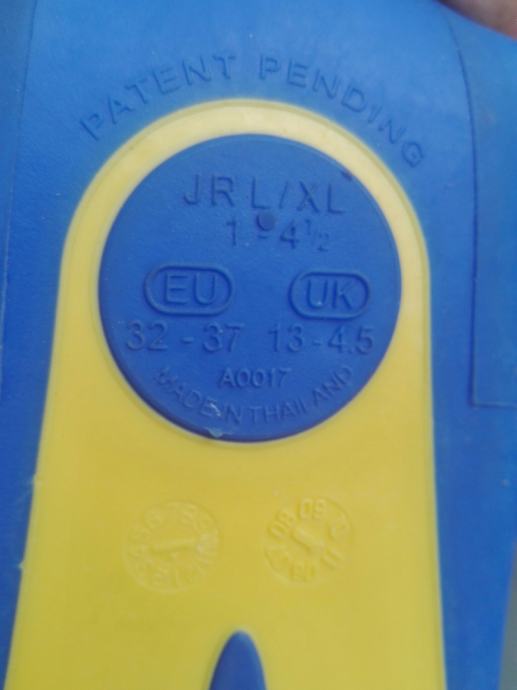 PATENT PENDING
JR L/XL
1 - 4½
EU UK
32 - 37 13 - 4.5
A0017
MADE IN THAILAND